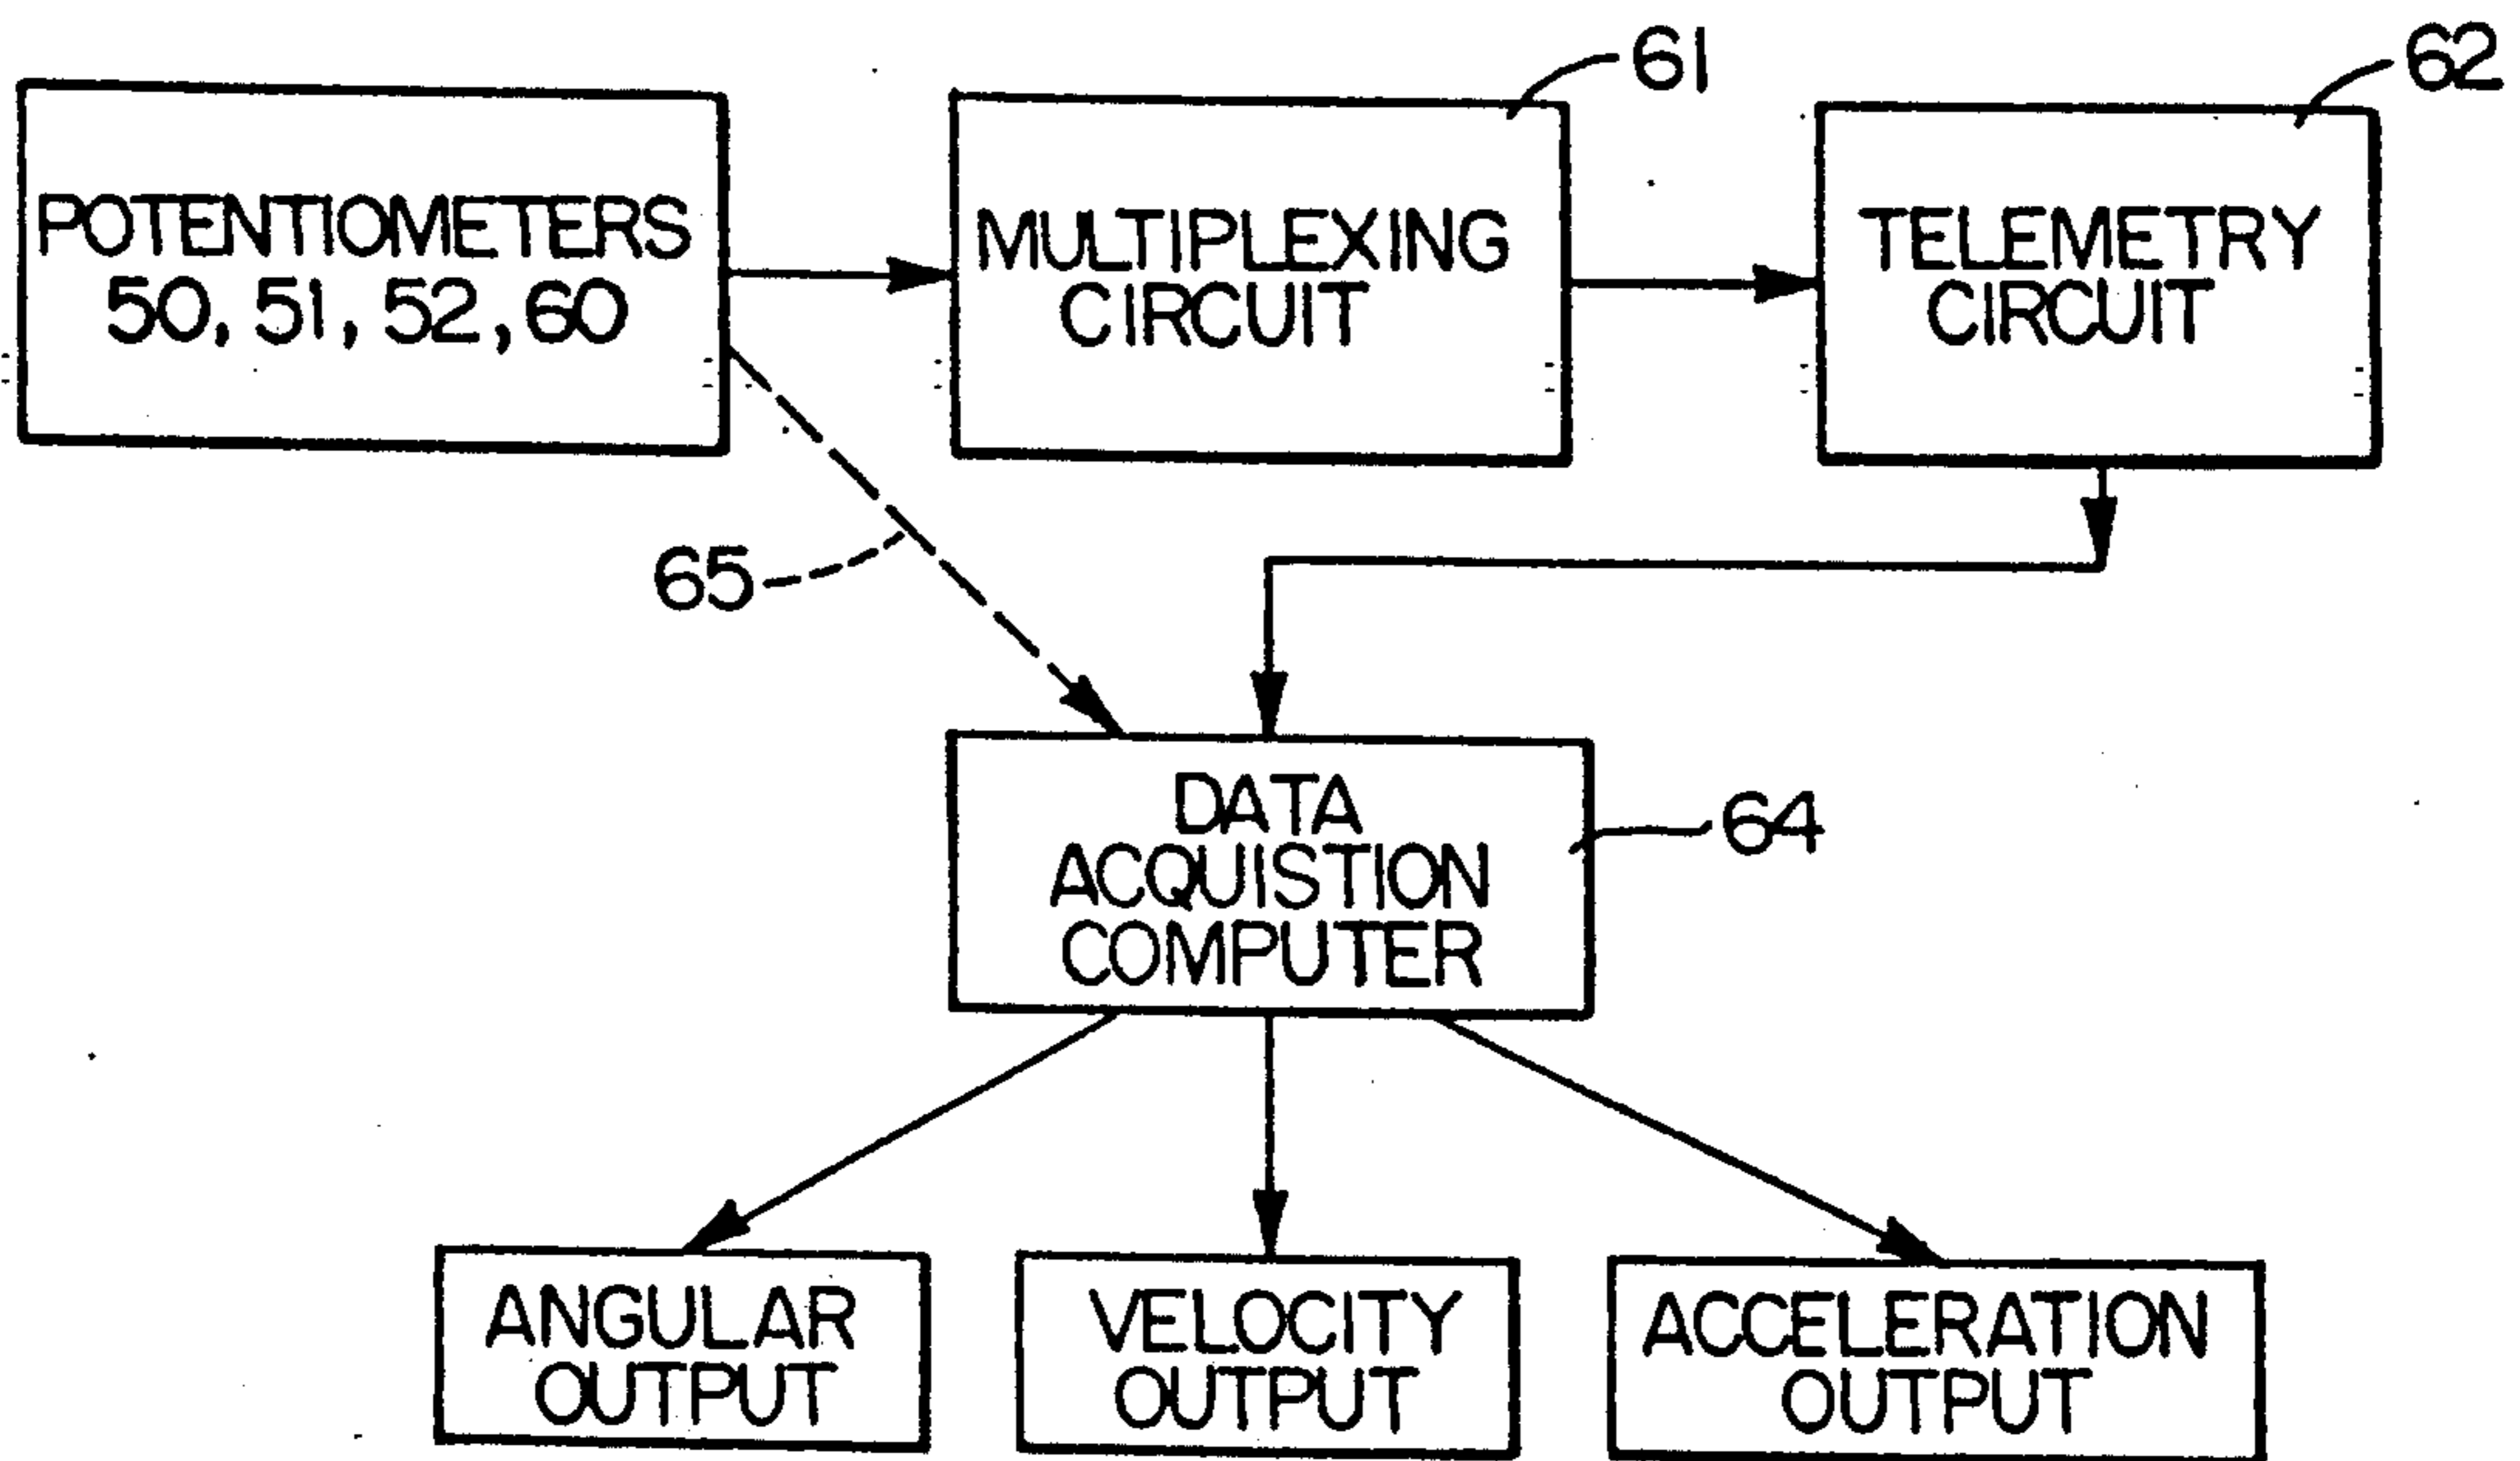 61
62
POTENTIOMETERS
50, 51, 52, 60
MULTIPLEXING
CIRCUIT
TELEMETRY
CIRCUIT
65
DATA
ACQUISTION
COMPUTER
64
ANGULAR
OUTPUT
VELOCITY
OUTPUT
ACCELERATION
OUTPUT